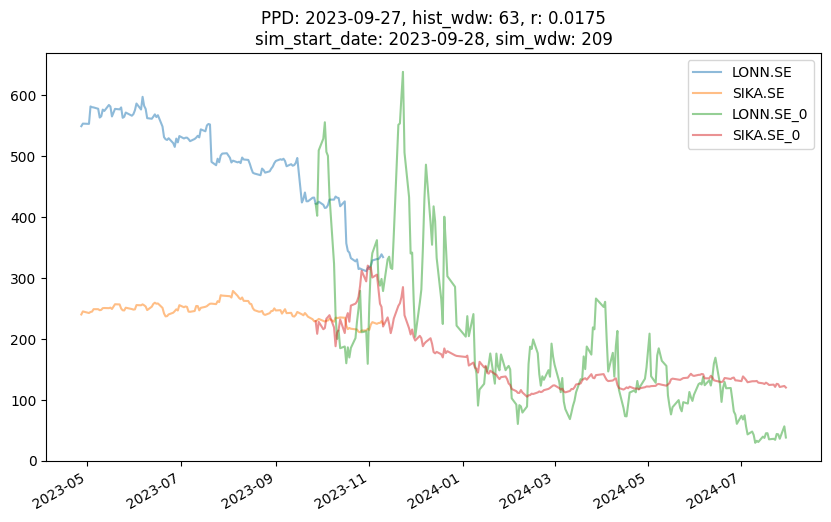 PPD: 2023-09-27, hist_wdw: 63, r: 0.0175
sim_start_date: 2023-09-28, sim_wdw: 209
LONN.SE
SIKA.SE
LONN.SE_0
SIKA.SE_0
600
500
400
300
200
100
0
2023-05
2023-07
2023-09
2023-11
2024-01
2024-03
2024-05
2024-07